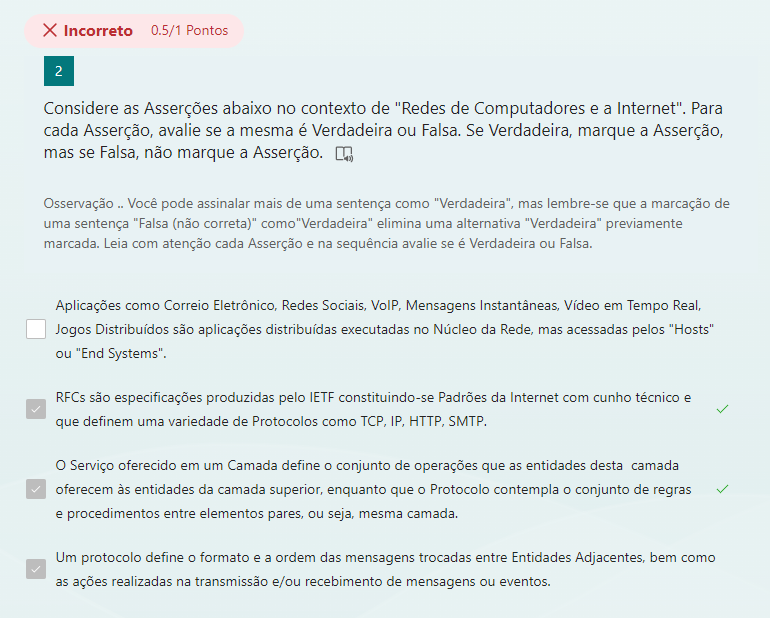 Incorreto 0.5/1 Pontos
2
Considere as Asserções abaixo no contexto de "Redes de Computadores e a Internet". Para
cada Asserção, avalie se a mesma é Verdadeira ou Falsa. Se Verdadeira, marque a Asserção,
mas se Falsa, não marque a Asserção.
Osservação .. Você pode assinalar mais de uma sentença como "Verdadeira", mas lembre-se que a marcação de
uma sentença "Falsa (não correta)" como"Verdadeira" elimina uma alternativa "Verdadeira" previamente
marcada. Leia com atenção cada Asserção e na sequência avalie se é Verdadeira ou Falsa.
Aplicações como Correio Eletrônico, Redes Sociais, VoIP, Mensagens Instantâneas, Vídeo em Tempo Real,
Jogos Distribuídos são aplicações distribuídas executadas no Núcleo da Rede, mas acessadas pelos "Hosts"
ou "End Systems".
RFCs são especificações produzidas pelo IETF constituindo-se Padrões da Internet com cunho técnico e
que definem uma variedade de Protocolos como TCP, IP, HTTP, SMTP.
O Serviço oferecido em um Camada define o conjunto de operações que as entidades desta camada
oferecem às entidades da camada superior, enquanto que o Protocolo contempla o conjunto de regras
e procedimentos entre elementos pares, ou seja, mesma camada.
Um protocolo define o formato e a ordem das mensagens trocadas entre Entidades Adjacentes, bem como
as ações realizadas na transmissão e/ou recebimento de mensagens ou eventos.